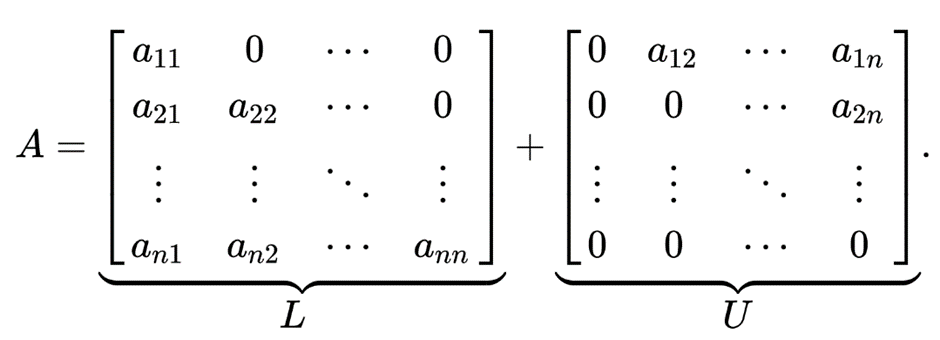 A = [ a₁₁ 0 ⋯ 0 ] + [ 0 a₁₂ ⋯ a₁ₙ ] .
a₂₁ a₂₂ ⋯ 0 0 0 ⋯ a₂ₙ
⋮ ⋮ ⋱ ⋮ ⋮ ⋮ ⋱ ⋮
aₙ₁ aₙ₂ ⋯ aₙₙ 0 0 ⋯ 0
L U